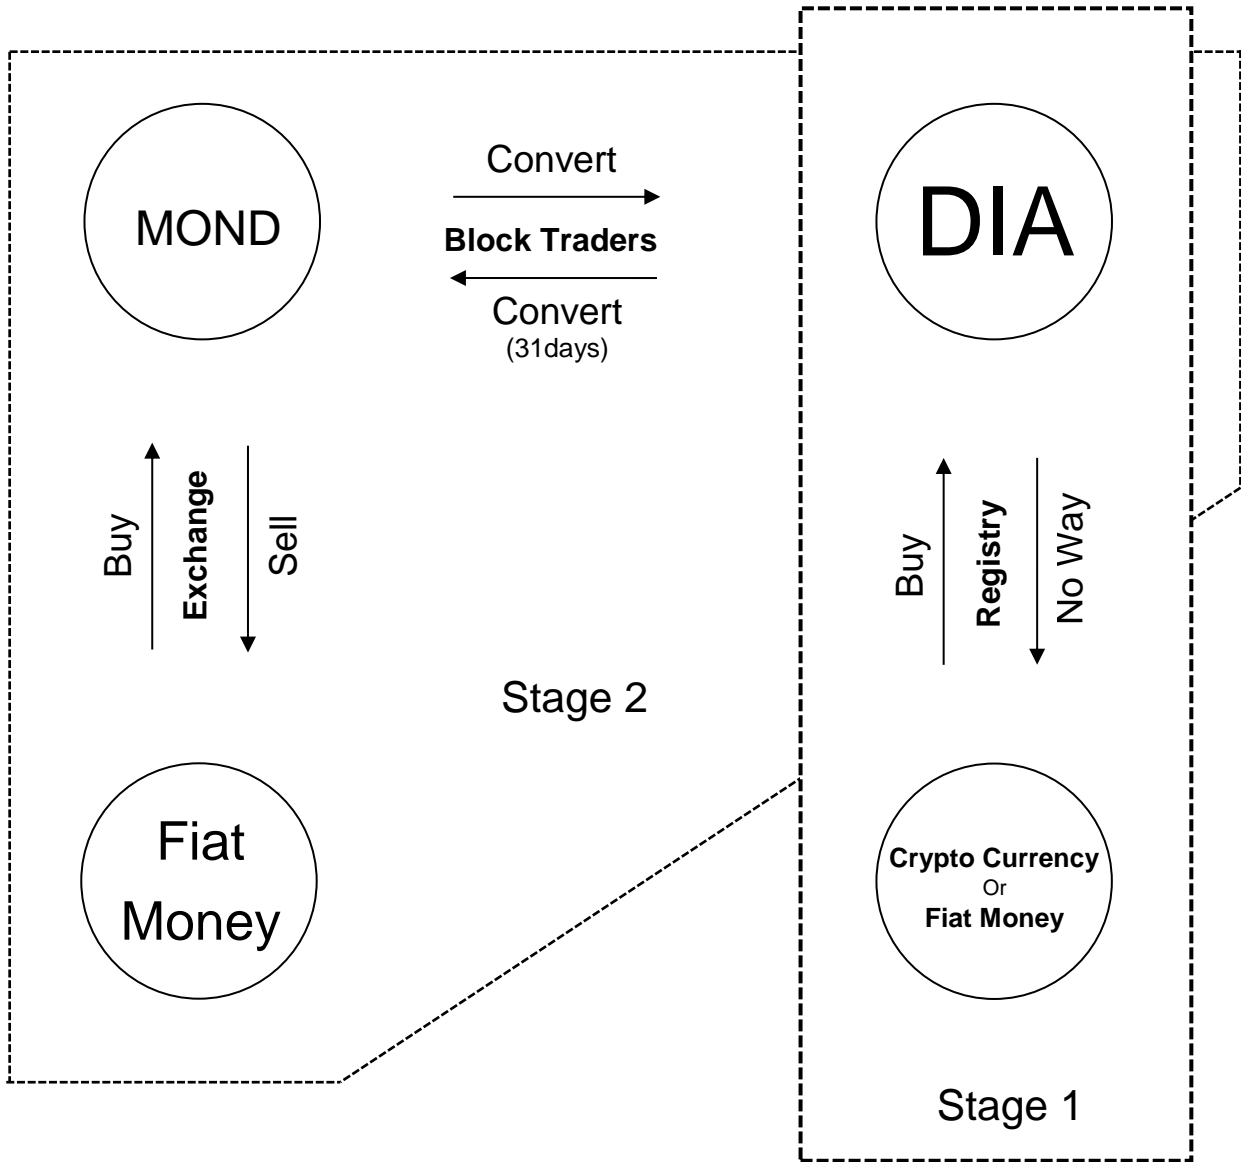 MOND
Convert
Block Traders
Convert
(31days)
DIA
Buy
Exchange
Sell
Buy
Registry
No Way
Stage 2
Fiat
Money
Crypto Currency
Or
Fiat Money
Stage 1